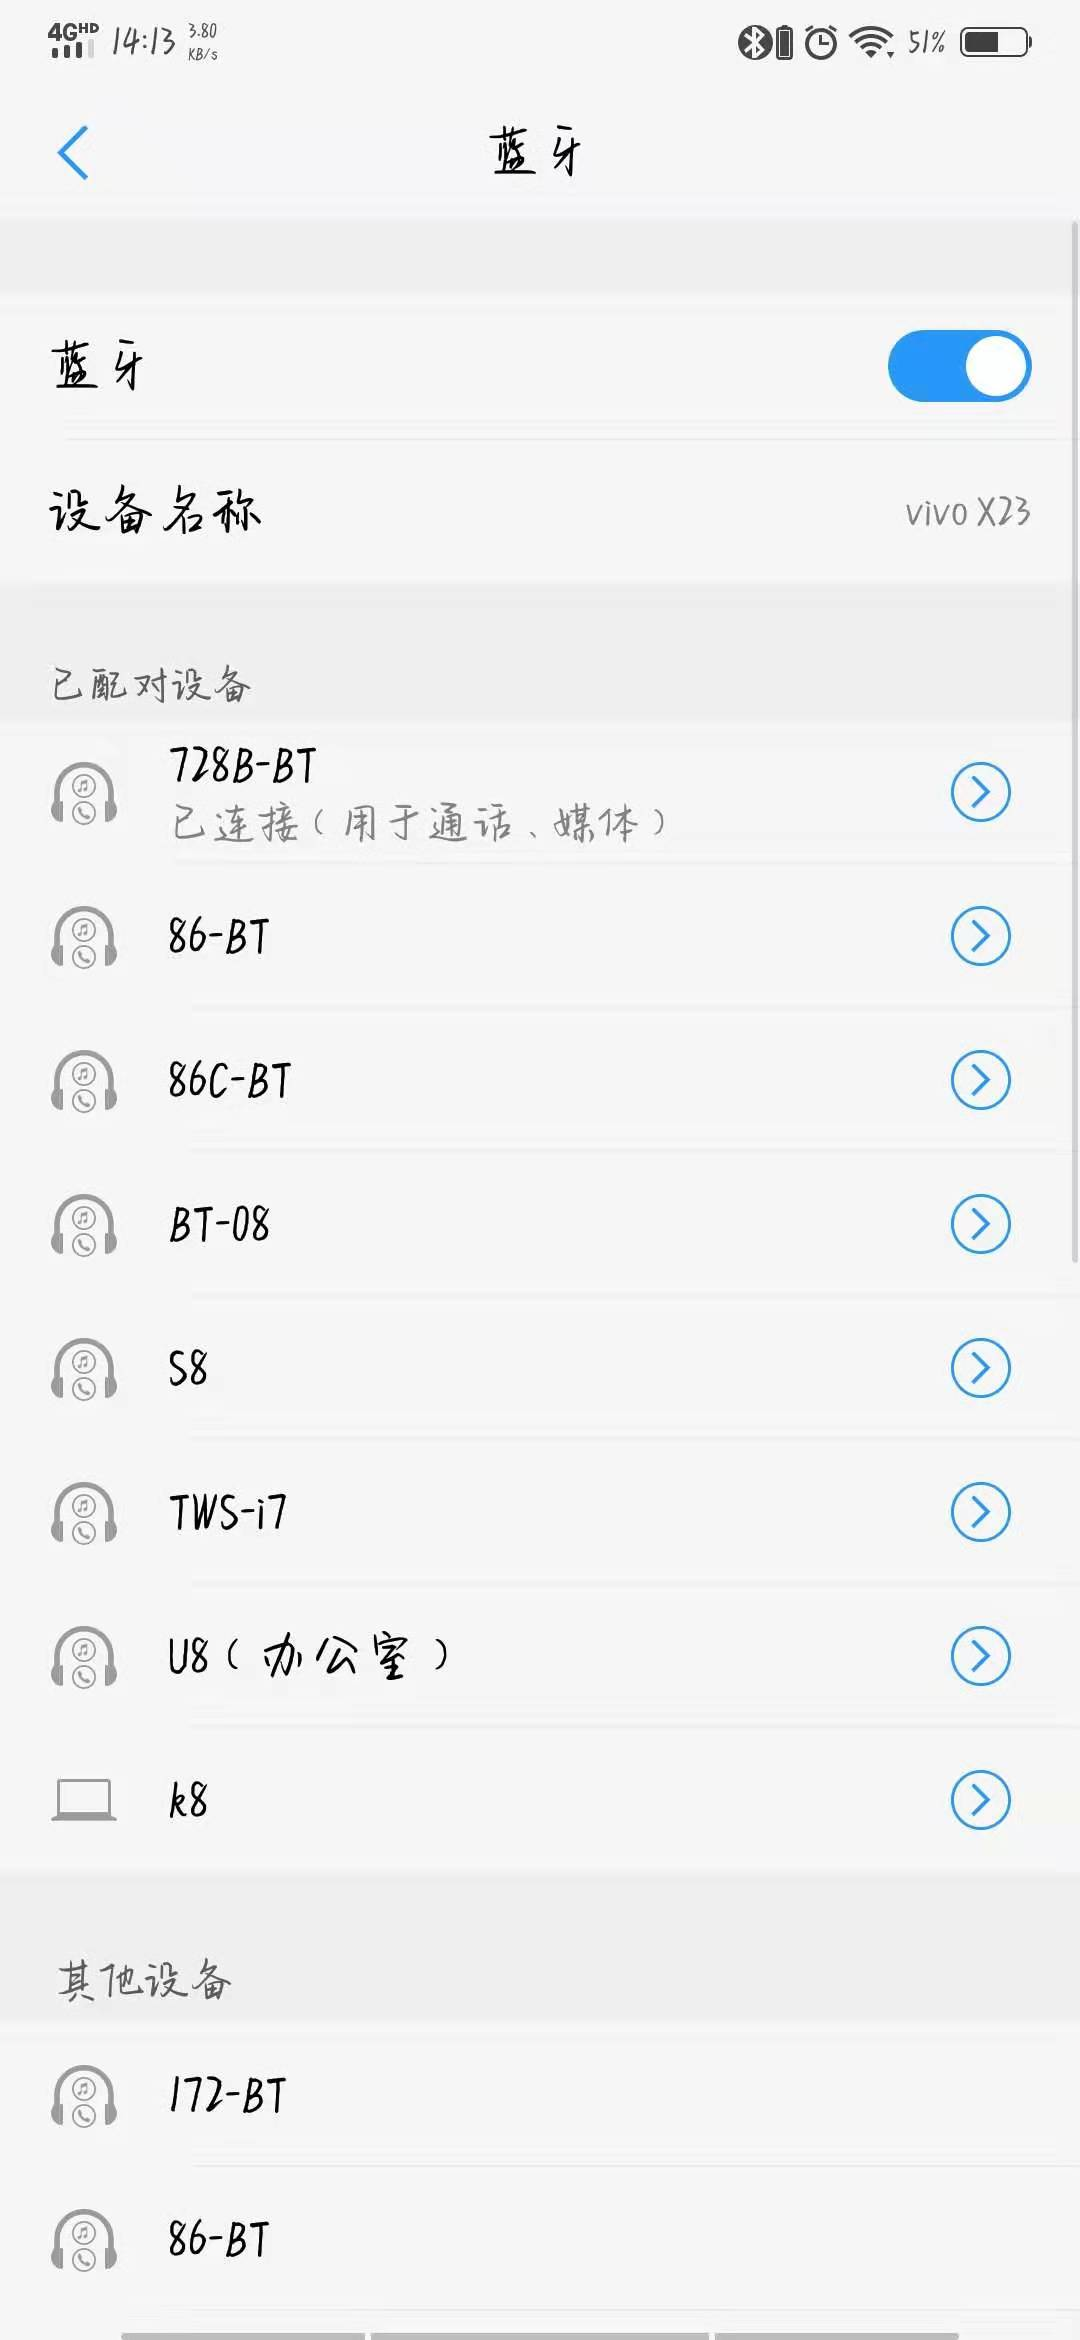 4G HD 14:13 3.80 KB/s 51%
蓝牙
蓝牙
设备名称 vivo X23
已配对设备
728B-BT
已连接(用于通话、媒体)
86-BT
86C-BT
BT-08
S8
TWS-i7
U8(办公室)
k8
其他设备
172-BT
86-BT